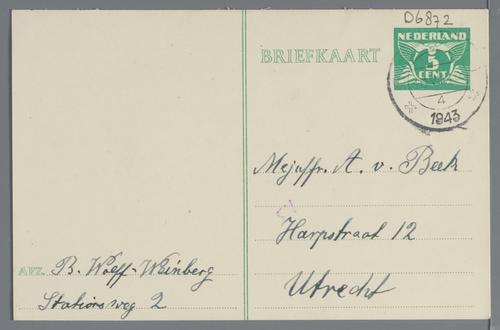 D6872
NEDERLAND
5
CENT
BRIEFKAART
4
1943
Mejuffr. A. v. Beek
Harpstraat 12
Utrecht
AFZ. B. Wolff-Weinberg
Stationsweg 2